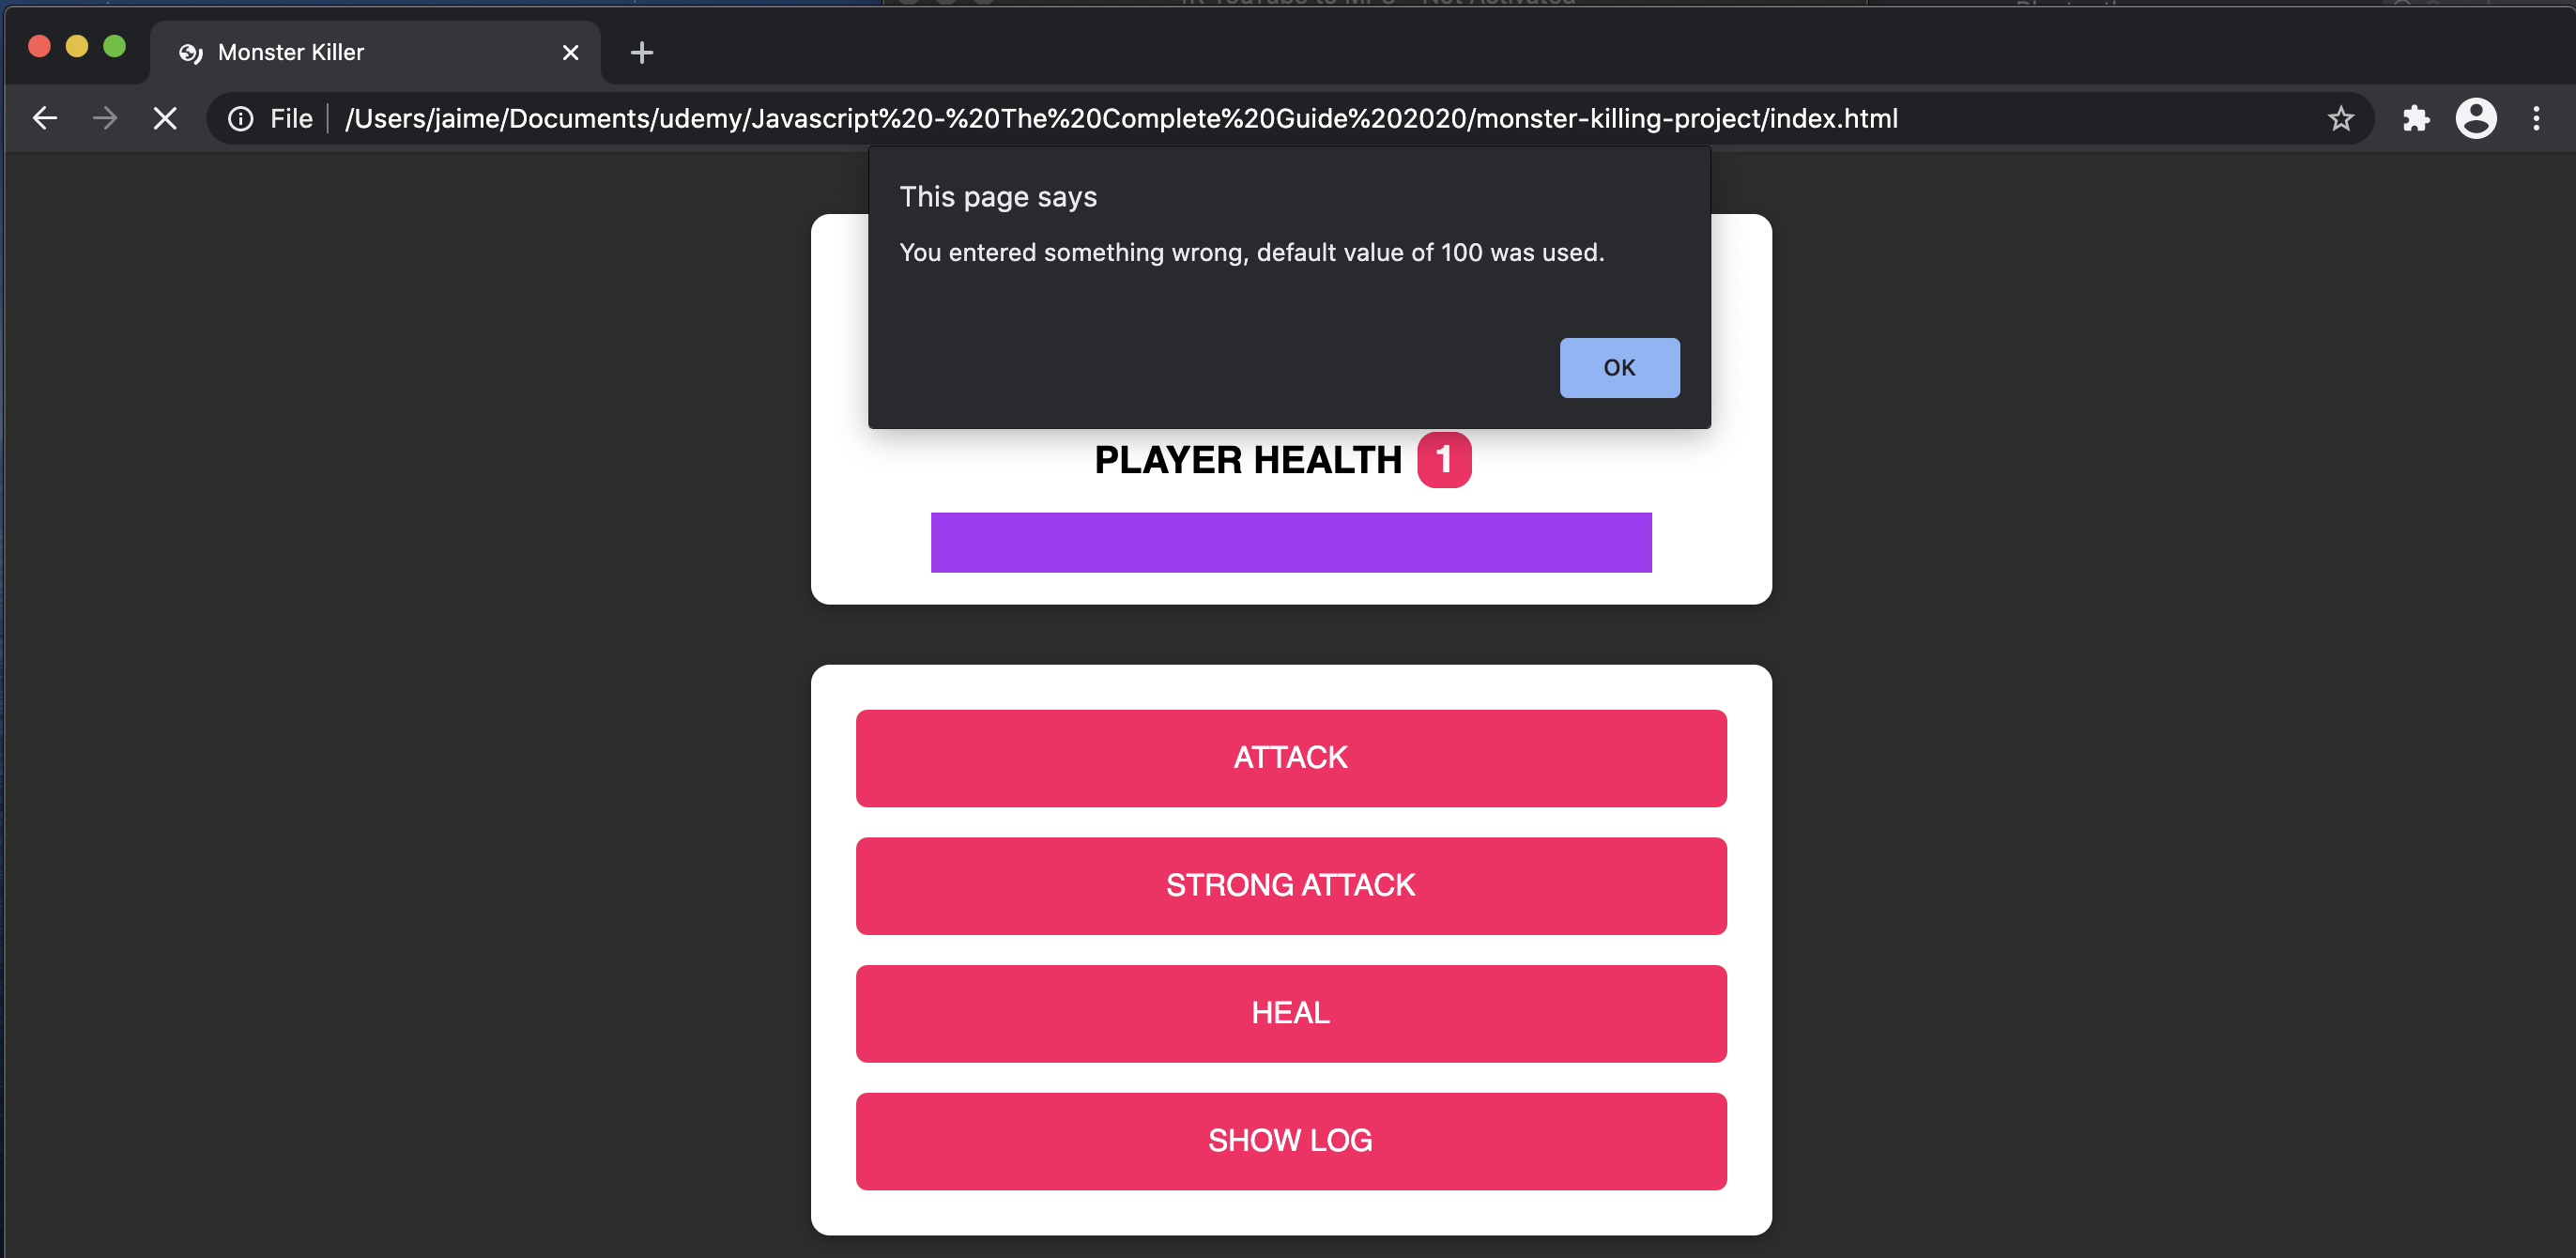 Monster Killer
File /Users/jaime/Documents/udemy/Javascript%20-%20The%20Complete%20Guide%202020/monster-killing-project/index.html
This page says
You entered something wrong, default value of 100 was used.
OK
PLAYER HEALTH 1
ATTACK
STRONG ATTACK
HEAL
SHOW LOG